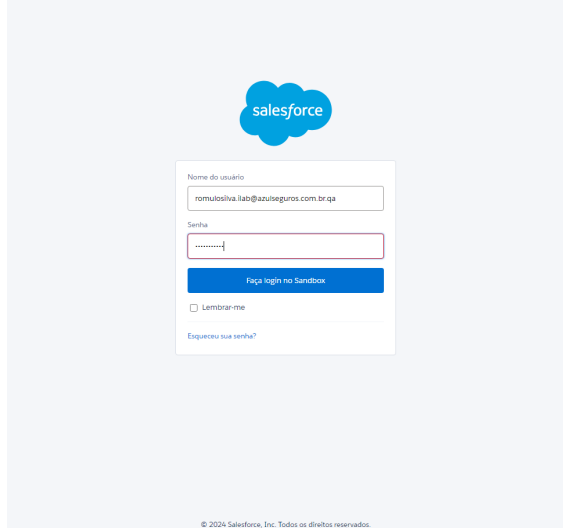 salesforce
Nome do usuário
romulosilva.ilab@azulseguros.com.br.qa
Senha
...........
Faça login no Sandbox
Lembrar-me
Esqueceu sua senha?
© 2024 Salesforce, Inc. Todos os direitos reservados.